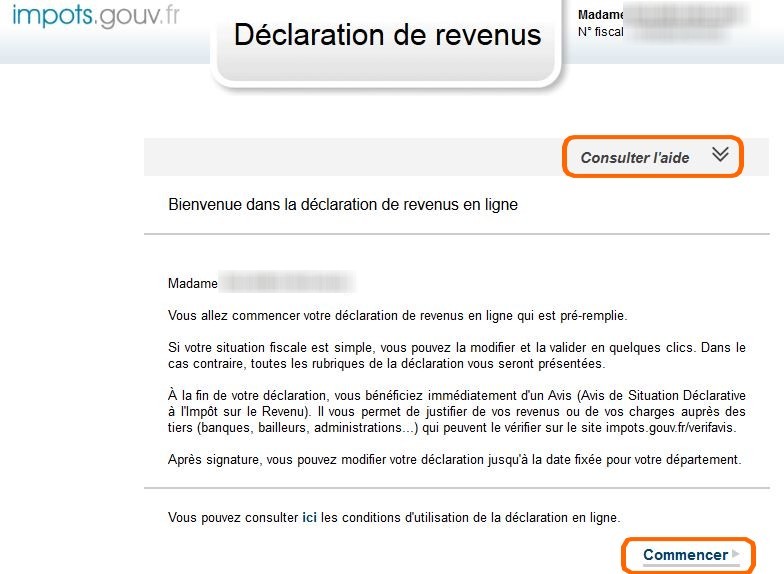 impots.gouv.fr
Déclaration de revenus
Madame
N° fiscal
Consulter l'aide
Bienvenue dans la déclaration de revenus en ligne
Madame
Vous allez commencer votre déclaration de revenus en ligne qui est pré-remplie.
Si votre situation fiscale est simple, vous pouvez la modifier et la valider en quelques clics. Dans le
cas contraire, toutes les rubriques de la déclaration vous seront présentées.
À la fin de votre déclaration, vous bénéficiez immédiatement d'un Avis (Avis de Situation Déclarative
à l'Impôt sur le Revenu). Il vous permet de justifier de vos revenus ou de vos charges auprès des
tiers (banques, bailleurs, administrations...) qui peuvent le vérifier sur le site impots.gouv.fr/verifavis.
Après signature, vous pouvez modifier votre déclaration jusqu'à la date fixée pour votre département.
Vous pouvez consulter ici les conditions d'utilisation de la déclaration en ligne.
Commencer